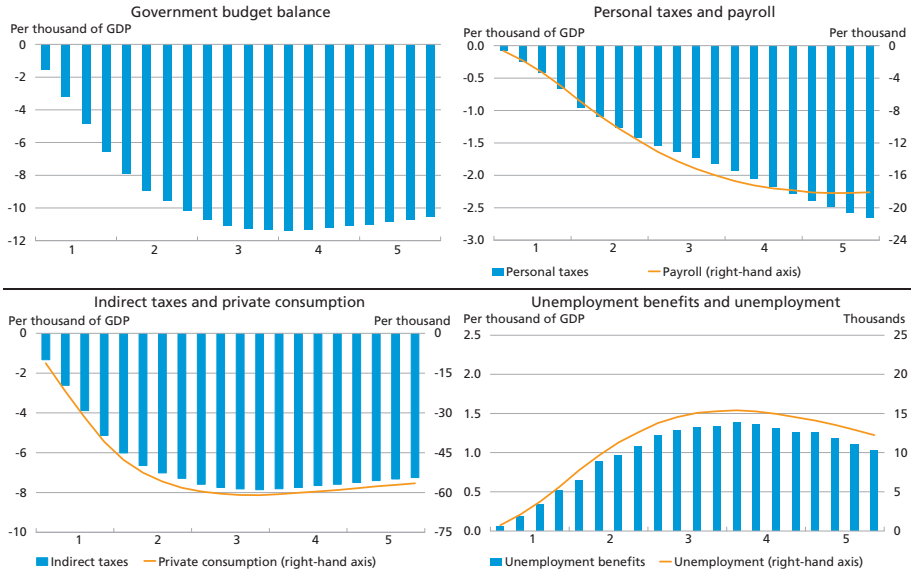 Government budget balance
Per thousand of GDP
0
-2
-4
-6
-8
-10
-12
1 2 3 4 5
Personal taxes and payroll
Per thousand of GDP Per thousand
0.0 0
-0.5 -4
-1.0 -8
-1.5 -12
-2.0 -16
-2.5 -20
-3.0 -24
1 2 3 4 5
Personal taxes Payroll (right-hand axis)
Indirect taxes and private consumption
Per thousand of GDP Per thousand
0 0
-2 -15
-4 -30
-6 -45
-8 -60
-10 -75
1 2 3 4 5
Indirect taxes Private consumption (right-hand axis)
Unemployment benefits and unemployment
Per thousand of GDP Thousands
2.5 25
2.0 20
1.5 15
1.0 10
0.5 5
0.0 0
1 2 3 4 5
Unemployment benefits Unemployment (right-hand axis)